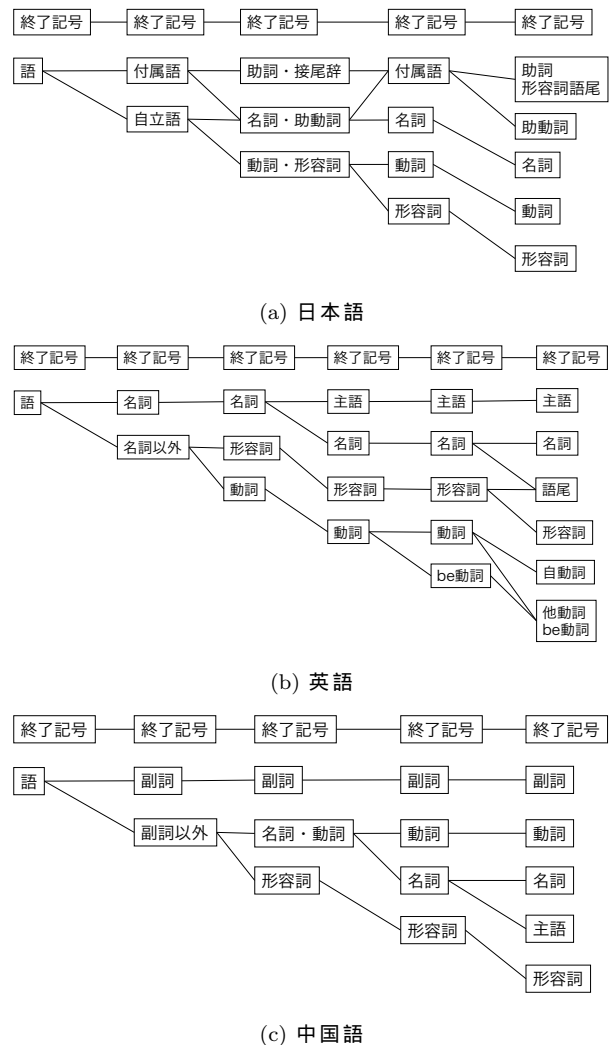 終了記号 終了記号 終了記号 終了記号 終了記号
語 付属語 助詞・接尾辞 付属語 助詞
形容詞語尾
自立語 名詞・助動詞 名詞 助動詞
動詞・形容詞 動詞 名詞
形容詞 動詞
形容詞
(a) 日本語
終了記号 終了記号 終了記号 終了記号 終了記号 終了記号
語 名詞 名詞 主語 主語 主語
名詞以外 形容詞 名詞 名詞 名詞
動詞 形容詞 形容詞 語尾
動詞 動詞 形容詞
be動詞 自動詞
他動詞
be動詞
(b) 英語
終了記号 終了記号 終了記号 終了記号 終了記号
語 副詞 副詞 副詞 副詞
副詞以外 名詞・動詞 動詞 動詞
形容詞 名詞 名詞
形容詞 主語
形容詞
(c) 中国語